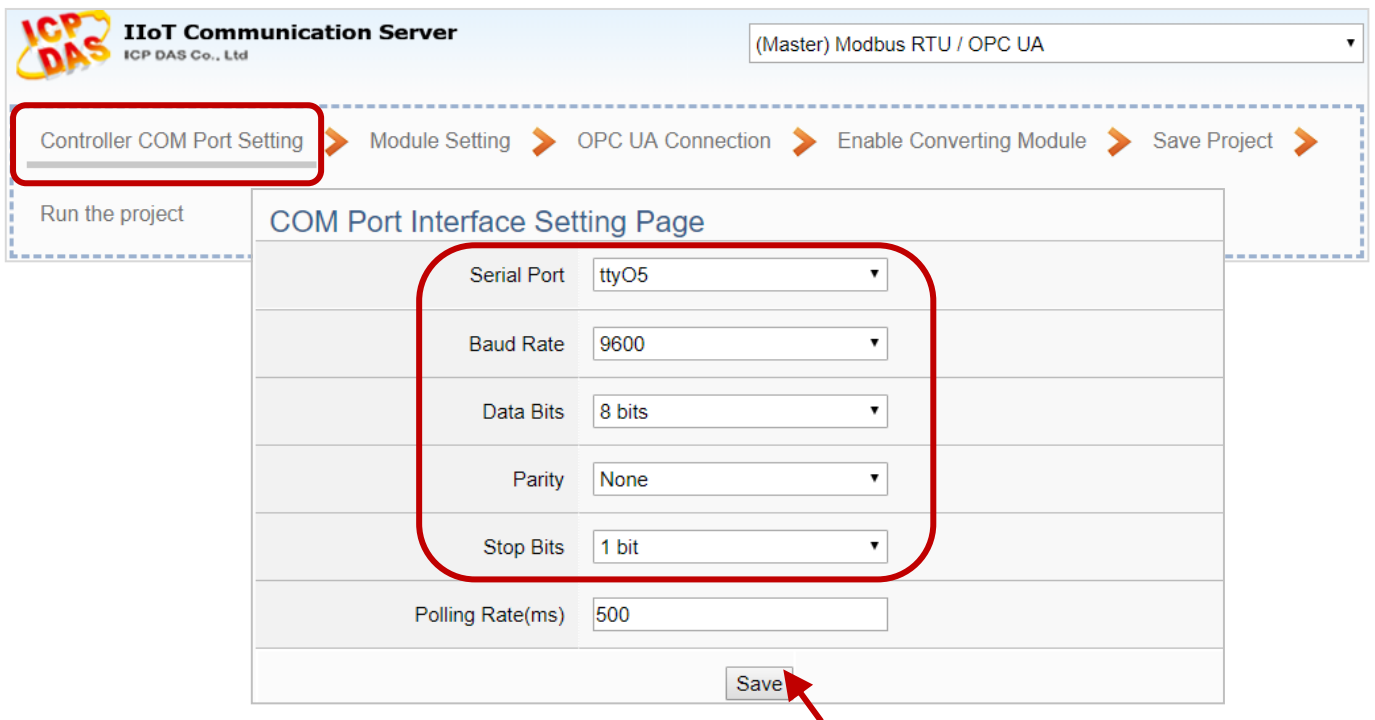 ICP DAS
IIoT Communication Server
ICP DAS Co., Ltd
(Master) Modbus RTU / OPC UA
Controller COM Port Setting Module Setting OPC UA Connection Enable Converting Module Save Project
Run the project
COM Port Interface Setting Page
Serial Port ttyO5
Baud Rate 9600
Data Bits 8 bits
Parity None
Stop Bits 1 bit
Polling Rate(ms) 500
Save